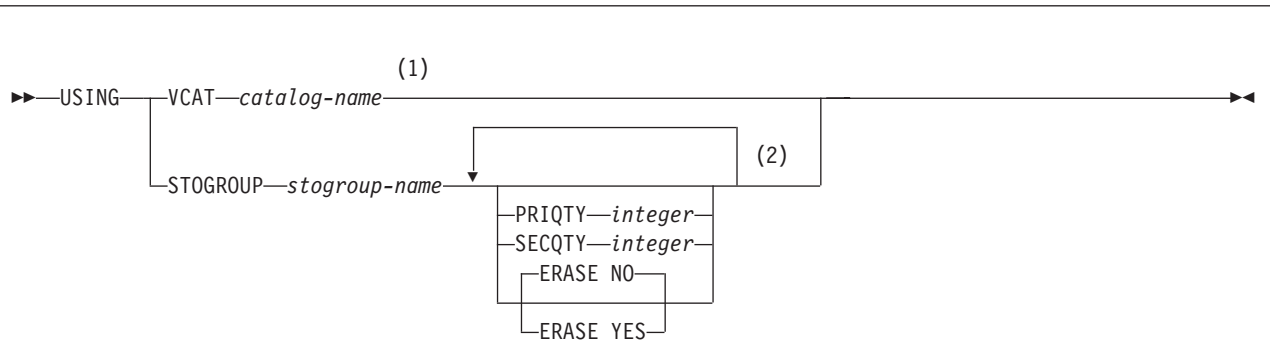 (1)
USING VCAT catalog-name
(2)
STOGROUP stogroup-name
PRIQTY integer
SECQTY integer
ERASE NO
ERASE YES